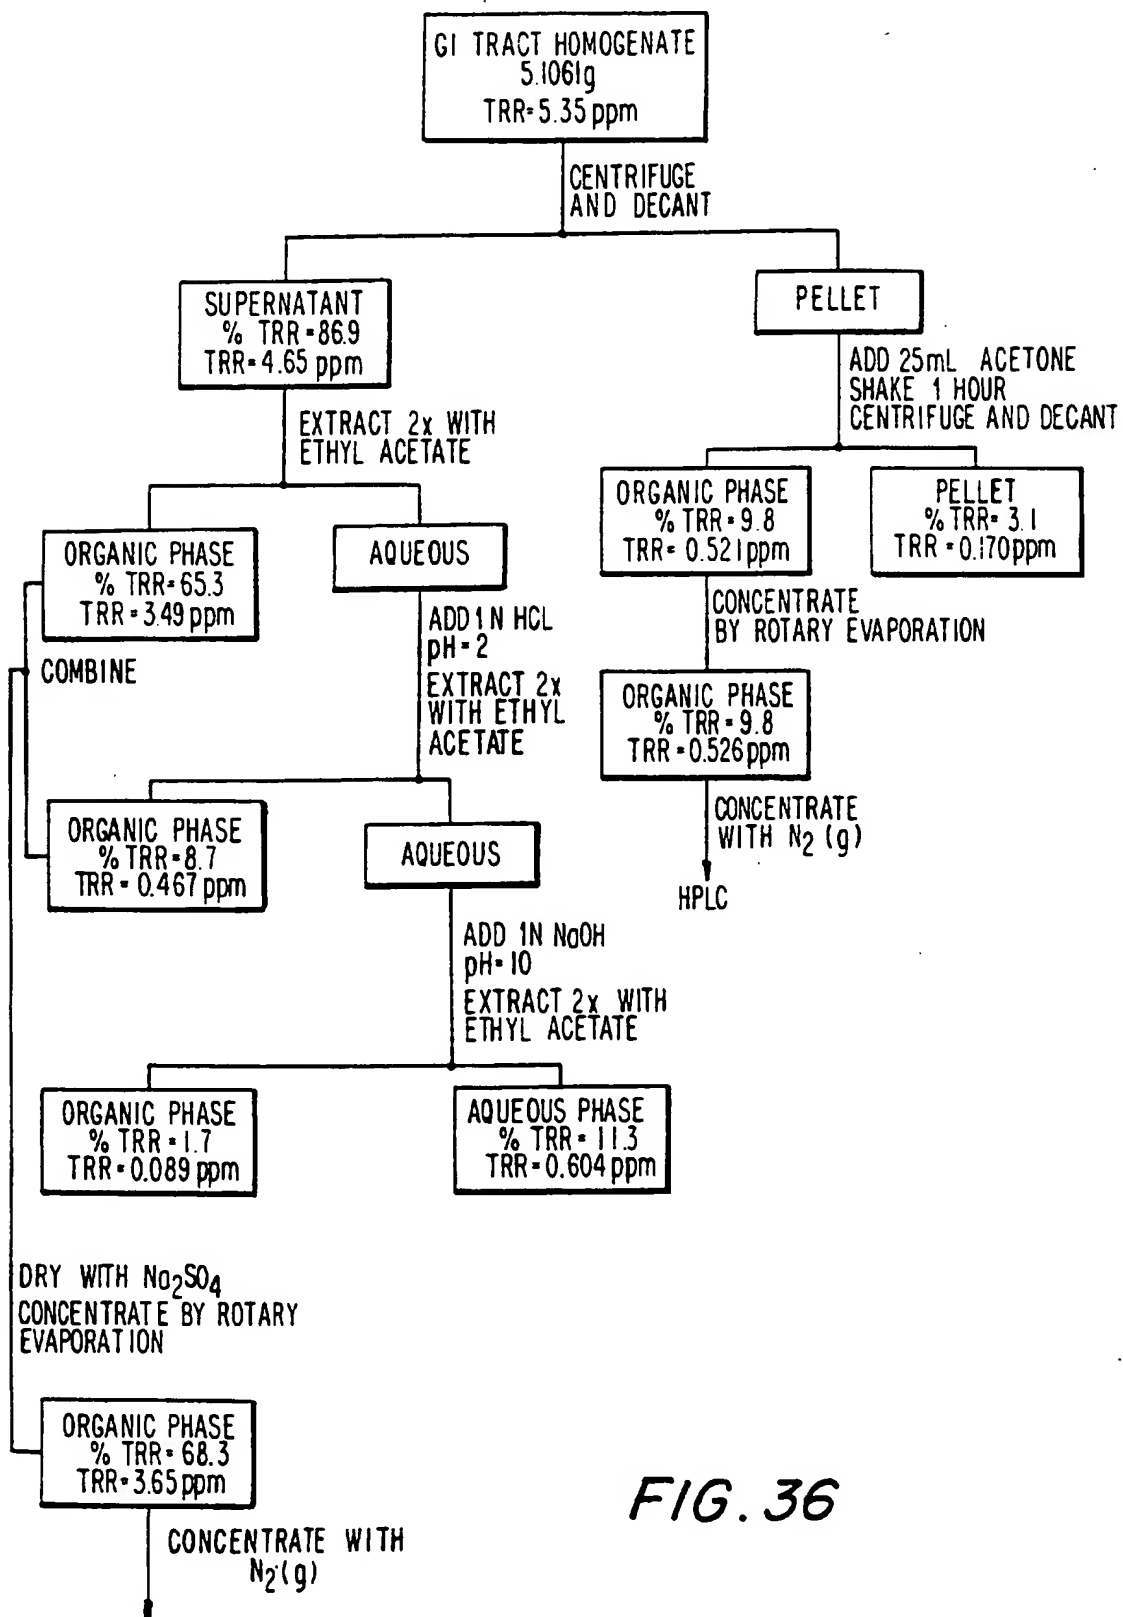 GI TRACT HOMOGENATE
5.1061g
TRR=5.35 ppm
CENTRIFUGE
AND DECANT
SUPERNATANT
% TRR=86.9
TRR=4.65 ppm
PELLET
ADD 25mL ACETONE
SHAKE 1 HOUR
CENTRIFUGE AND DECANT
EXTRACT 2x WITH
ETHYL ACETATE
ORGANIC PHASE
% TRR=9.8
TRR=0.521ppm
PELLET
% TRR=3.1
TRR=0.170ppm
ORGANIC PHASE
% TRR=65.3
TRR=3.49 ppm
AQUEOUS
CONCENTRATE
BY ROTARY EVAPORATION
COMBINE
ADD 1N HCL
pH=2
EXTRACT 2x
WITH ETHYL
ACETATE
ORGANIC PHASE
% TRR=9.8
TRR=0.526ppm
CONCENTRATE
WITH N2 (g)
HPLC
ORGANIC PHASE
% TRR=8.7
TRR=0.467 ppm
AQUEOUS
ADD 1N NaOH
pH=10
EXTRACT 2x WITH
ETHYL ACETATE
ORGANIC PHASE
% TRR=1.7
TRR=0.089 ppm
AQUEOUS PHASE
% TRR=11.3
TRR=0.604 ppm
DRY WITH Na2SO4
CONCENTRATE BY ROTARY
EVAPORATION
ORGANIC PHASE
% TRR=68.3
TRR=3.65 ppm
CONCENTRATE WITH
N2 (g)
FIG. 36